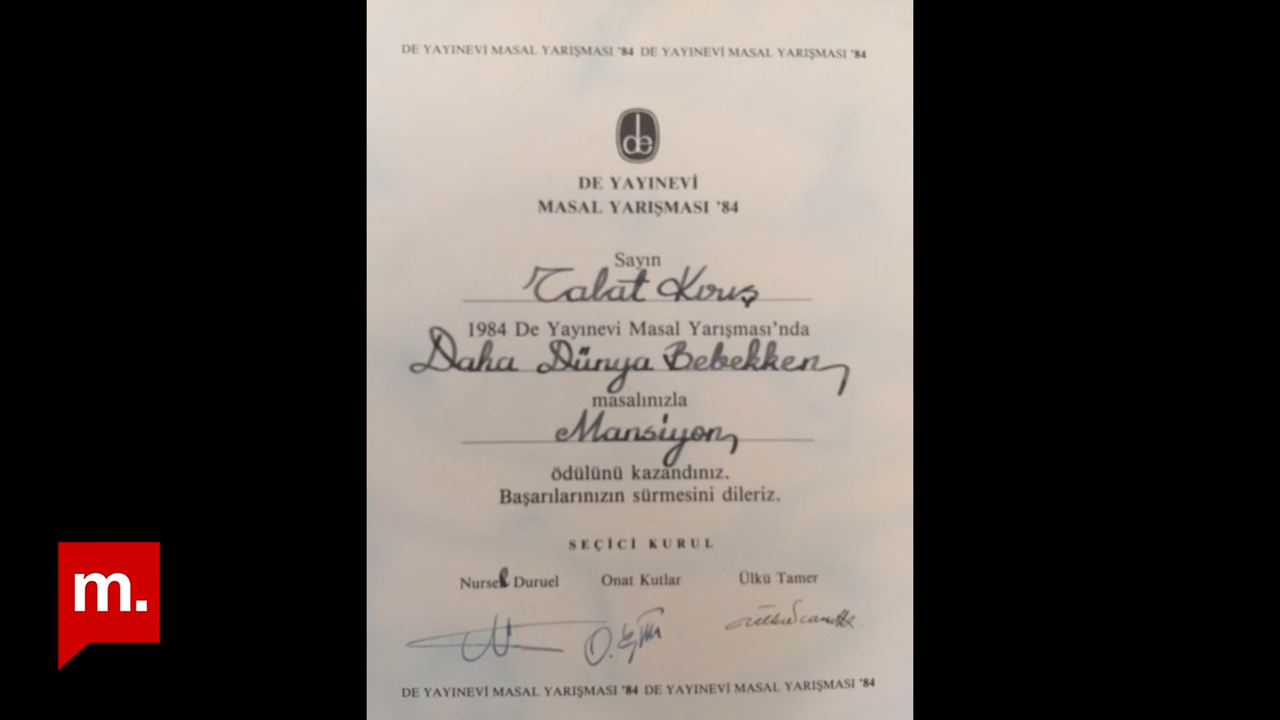 DE YAYINEVİ MASAL YARIŞMASI '84 DE YAYINEVİ MASAL YARIŞMASI '84
de
DE YAYINEVİ
MASAL YARIŞMASI '84
Sayın
Talat Kırış
1984 De Yayınevi Masal Yarışması'nda
Daha Dünya Bebekken
masalınızla
Mansiyon
ödülünü kazandınız.
Başarılarınızın sürmesini dileriz.
SEÇİCİ KURUL
Nursel Duruel Onat Kutlar Ülkü Tamer
DE YAYINEVİ MASAL YARIŞMASI '84 DE YAYINEVİ MASAL YARIŞMASI '84
m.